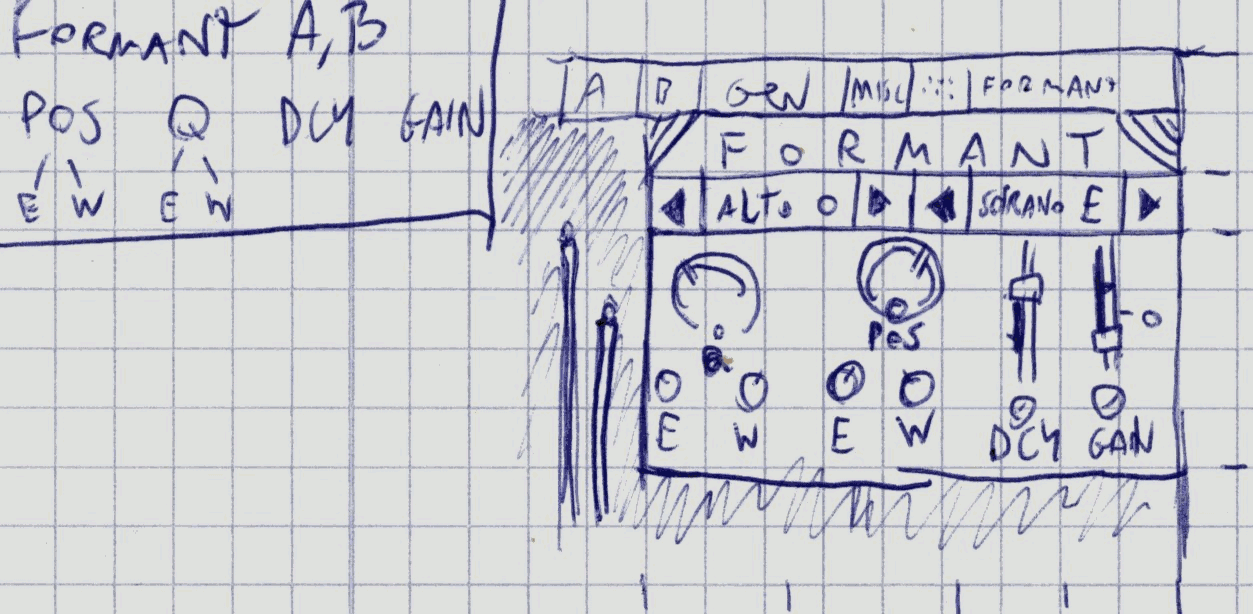 FORMANT A,B
POS Q DCY GAIN
E W E W
A B GEN MISC ::: FORMANT
FORMANT
◀ ALTO O ▶ ◀ SOPRANO E ▶
O
Q POS
E W E W DCY GAIN